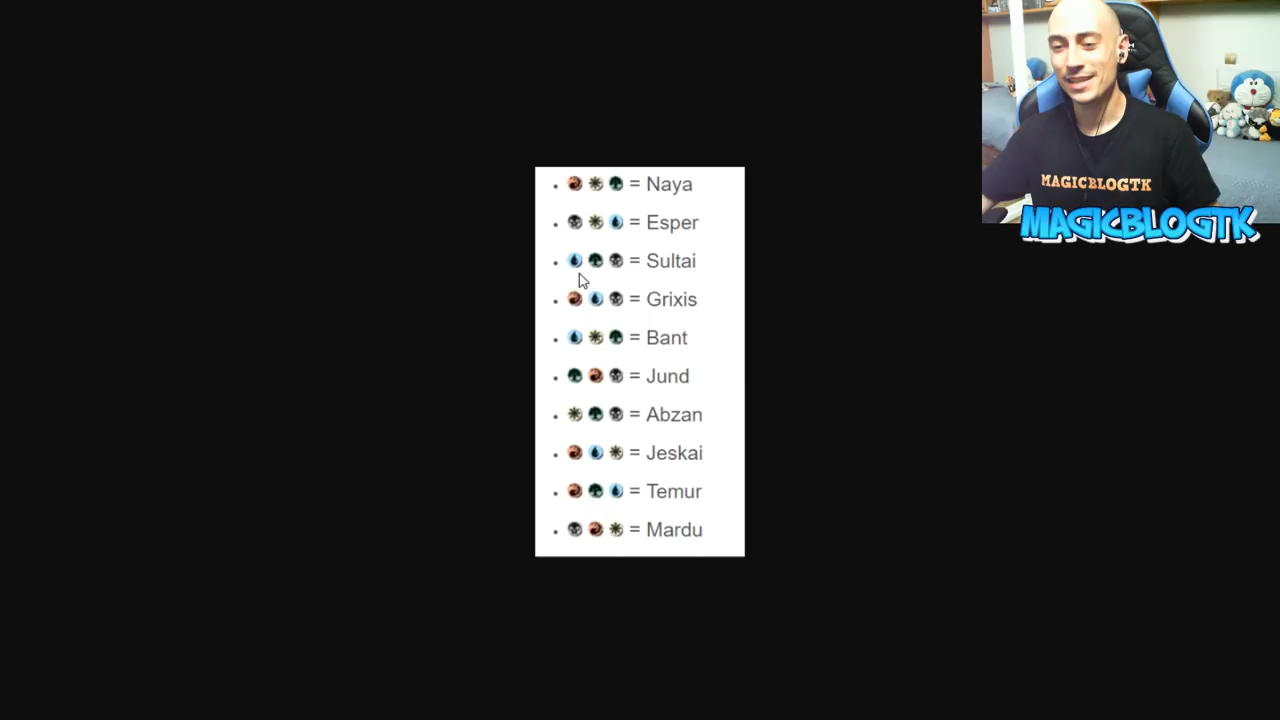 = Naya
= Esper
= Sultai
= Grixis
= Bant
= Jund
= Abzan
= Jeskai
= Temur
= Mardu
MAGICBLOGTK
MAGICBLOGTK